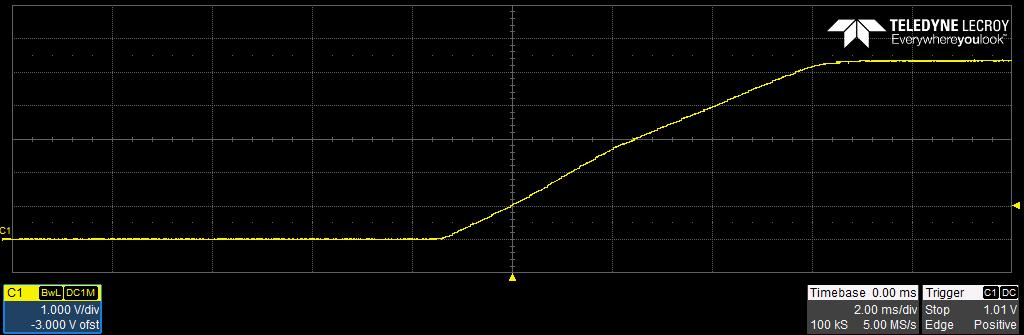 TELEDYNE LECROY
Everywhereyoulook™
C1
C1 BwL DC1M
1.000 V/div
-3.000 V ofst
Timebase 0.00 ms
2.00 ms/div
100 kS 5.00 MS/s
Trigger C1 DC
Stop 1.01 V
Edge Positive